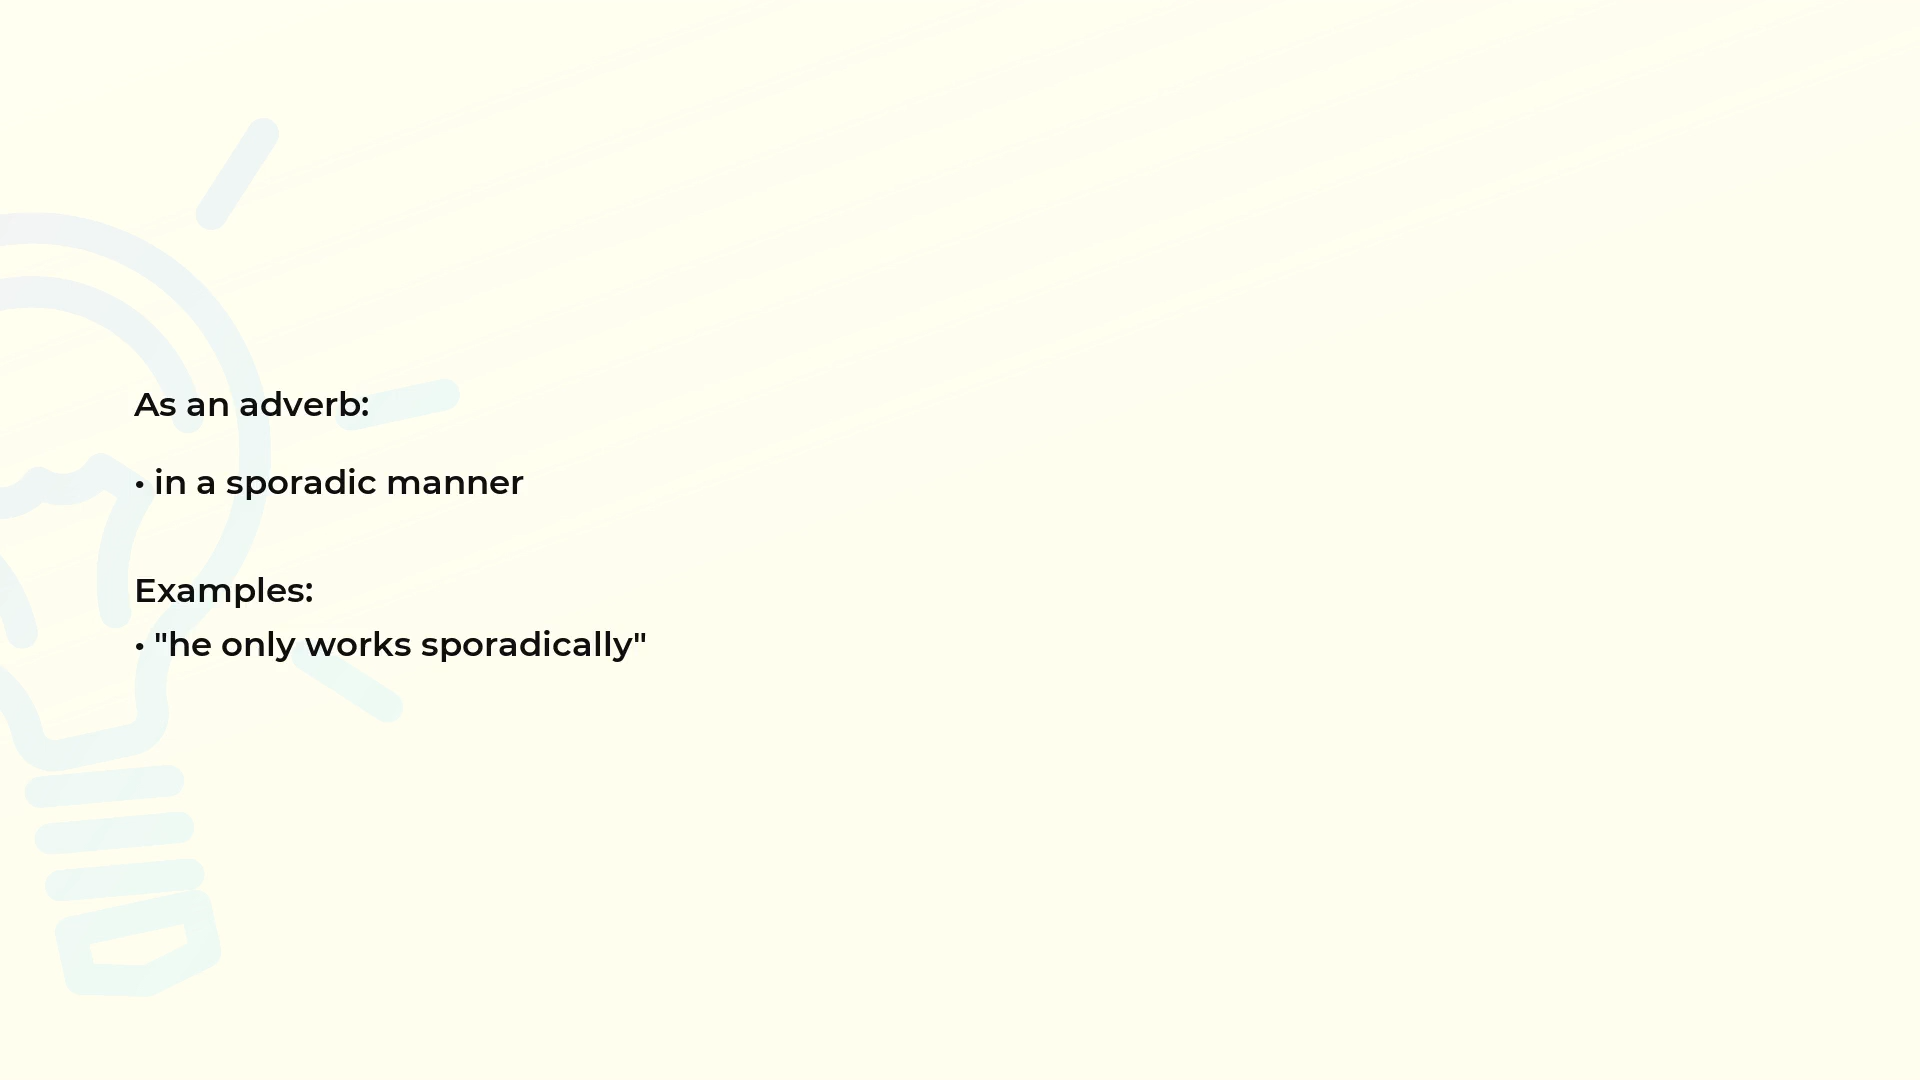 As an adverb:
• in a sporadic manner
Examples:
• "he only works sporadically"